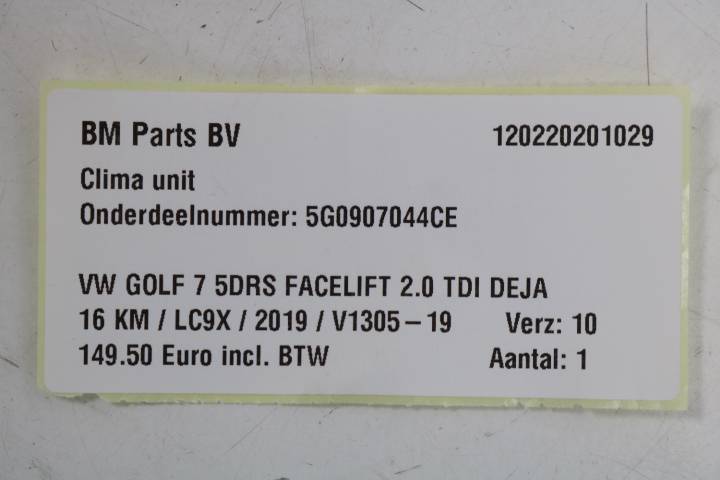 BM Parts BV 120220201029
Clima unit
Onderdeelnummer: 5G0907044CE
VW GOLF 7 5DRS FACELIFT 2.0 TDI DEJA
16 KM / LC9X / 2019 / V1305-19 Verz: 10
149.50 Euro incl. BTW Aantal: 1